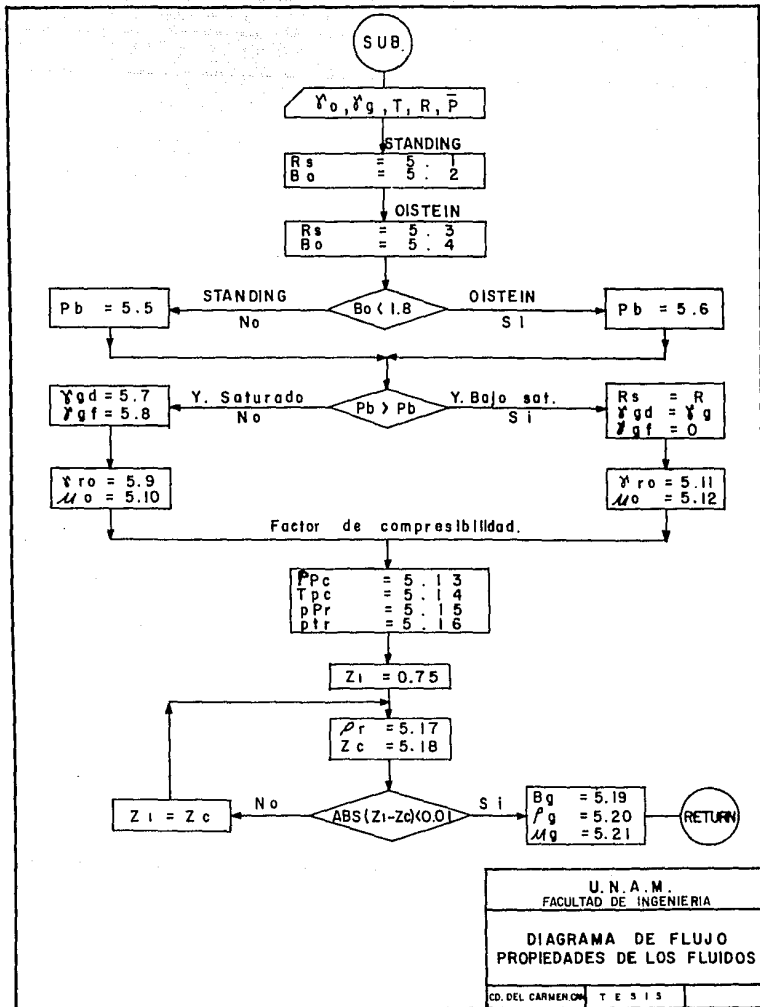 SUB.
γo, γg, T, R, P̅
STANDING
Rs = 5.1
Bo = 5.2
OISTEIN
Rs = 5.3
Bo = 5.4
Pb = 5.5
STANDING
No
Bo < 1.8
OISTEIN
Si
Pb = 5.6
γgd = 5.7
γgf = 5.8
Y. Saturado
No
Pb > Pb
Y. Bajo sat.
Si
Rs = R
γgd = γg
γgf = 0
γro = 5.9
μo = 5.10
γro = 5.11
μo = 5.12
Factor de compresibilidad.
PPc = 5.13
Tpc = 5.14
pPr = 5.15
ptr = 5.16
Zi = 0.75
ρr = 5.17
Zc = 5.18
Zi = Zc
No
ABS(Zi-Zc)<0.01
Si
Bg = 5.19
ρg = 5.20
μg = 5.21
RETURN
U.N.A.M.
FACULTAD DE INGENIERIA
DIAGRAMA DE FLUJO
PROPIEDADES DE LOS FLUIDOS
CD. DEL CARMEN
TESIS